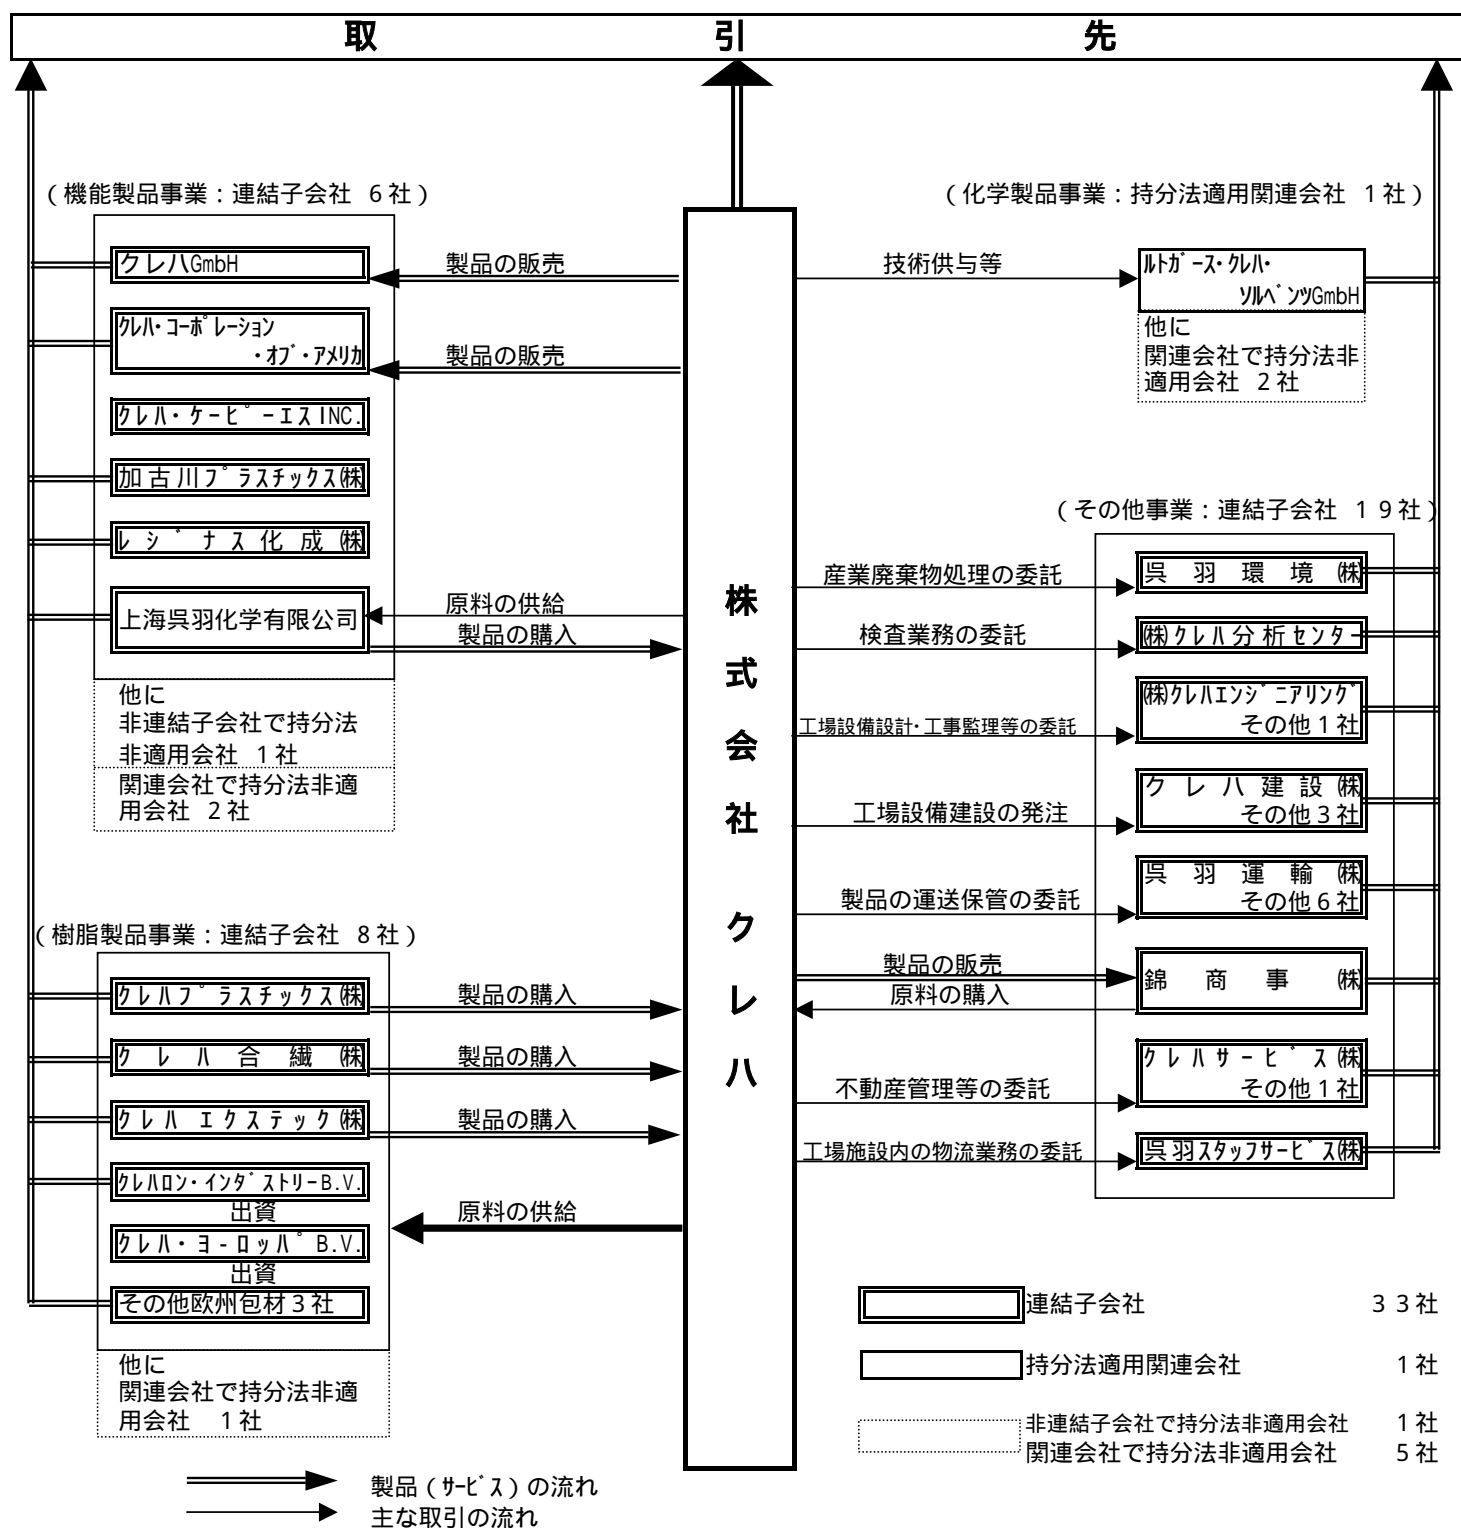 取 引 先
（機能製品事業：連結子会社 6社）
クレハGmbH
製品の販売
クレハ・コーポレーション
・オブ・アメリカ
製品の販売
クレハ・ケーピーエスINC.
加古川プラスチックス㈱
レジナス化成㈱
上海呉羽化学有限公司
原料の供給
製品の購入
他に
非連結子会社で持分法
非適用会社 1社
関連会社で持分法非適
用会社 2社
（樹脂製品事業：連結子会社 8社）
クレハプラスチックス㈱
製品の購入
クレハ合繊㈱
製品の購入
クレハ エクステック㈱
製品の購入
クレハロン・インダストリーB.V.
出資
クレハ・ヨ-ロッパB.V.
出資
その他欧州包材3社
原料の供給
他に
関連会社で持分法非適
用会社 1社
株式会社 クレハ
（化学製品事業：持分法適用関連会社 1社）
技術供与等
ルトガース・クレハ・
ソルベンツGmbH
他に
関連会社で持分法非
適用会社 2社
（その他事業：連結子会社 19社）
産業廃棄物処理の委託
呉羽環境㈱
検査業務の委託
㈱クレハ分析センター
工場設備設計・工事監理等の委託
㈱クレハエンジニアリング
その他1社
工場設備建設の発注
クレハ建設㈱
その他3社
製品の運送保管の委託
呉羽運輸㈱
その他6社
製品の販売
原料の購入
錦商事㈱
不動産管理等の委託
クレハサービス㈱
その他1社
工場施設内の物流業務の委託
呉羽スタッフサービス㈱
連結子会社 33社
持分法適用関連会社 1社
非連結子会社で持分法非適用会社 1社
関連会社で持分法非適用会社 5社
製品（サービス）の流れ
主な取引の流れ